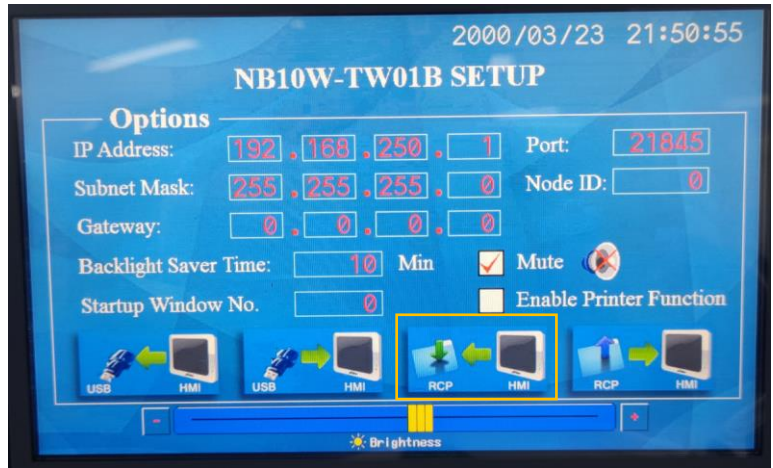 2000/03/23 21:50:55
NB10W-TW01B SETUP
Options
IP Address: 192 . 168 . 250 . 1 Port: 21845
Subnet Mask: 255 . 255 . 255 . 0 Node ID: 0
Gateway: 0 . 0 . 0 . 0
Backlight Saver Time: 10 Min Mute
Startup Window No. 0 Enable Printer Function
USB HMI USB HMI RCP HMI RCP HMI
- +
Brightness